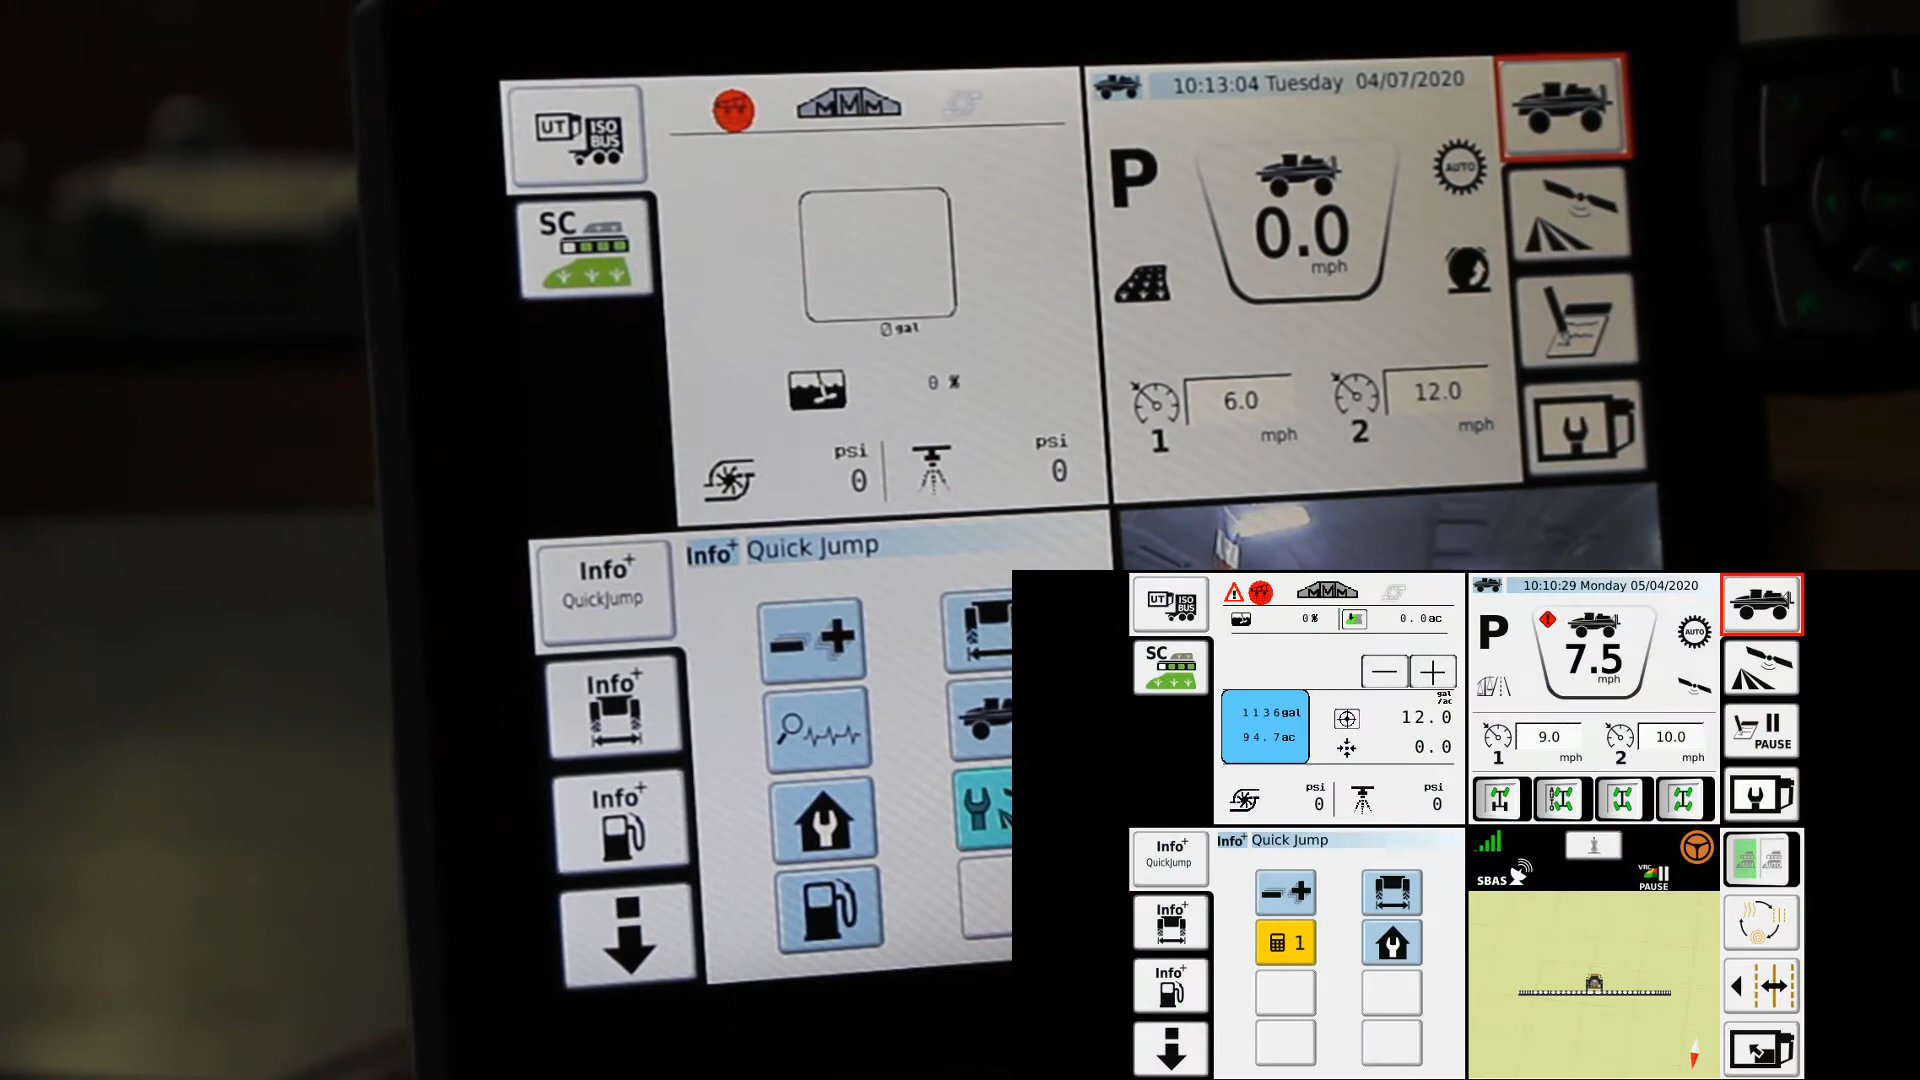 UT
ISO
BUS
SC
0 gal
0 %
psi
0
psi
0
10:13:04 Tuesday 04/07/2020
P
0.0
mph
AUTO
6.0
1
mph
12.0
2
mph
Info+ Quick Jump
Info+
QuickJump
Info+
Info+
UT
ISO
BUS
SC
0%
0.0ac
1136gal
94.7ac
gal
/ac
12.0
0.0
psi
0
psi
0
10:10:29 Monday 05/04/2020
P
7.5
mph
AUTO
9.0
1
mph
10.0
2
mph
PAUSE
AUTO
Info+ Quick Jump
Info+
QuickJump
Info+
Info+
1
SBAS
VRC
PAUSE